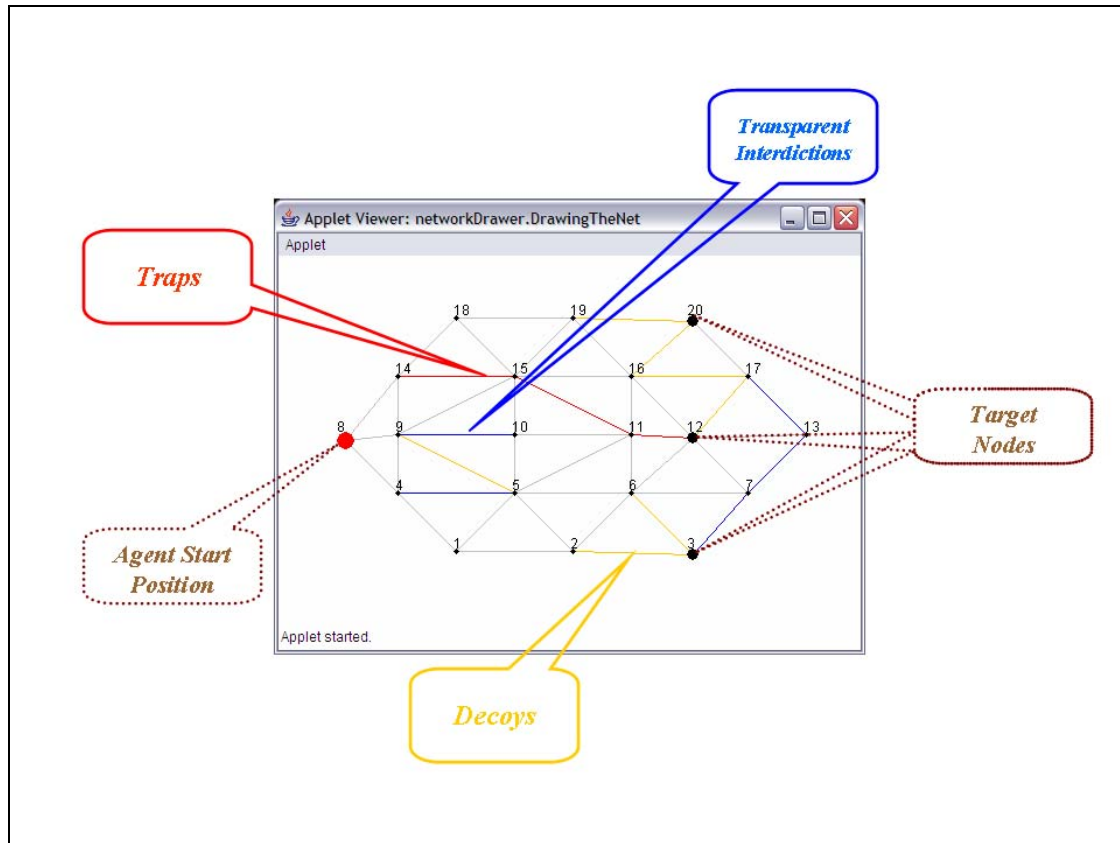 Transparent
Interdictions
Applet Viewer: networkDrawer.DrawingTheNet
Applet
Traps
18 19 20
14 15 16 17
8 9 10 11 12 13
4 5 6 7
1 2 3
Target
Nodes
Agent Start
Position
Applet started.
Decoys